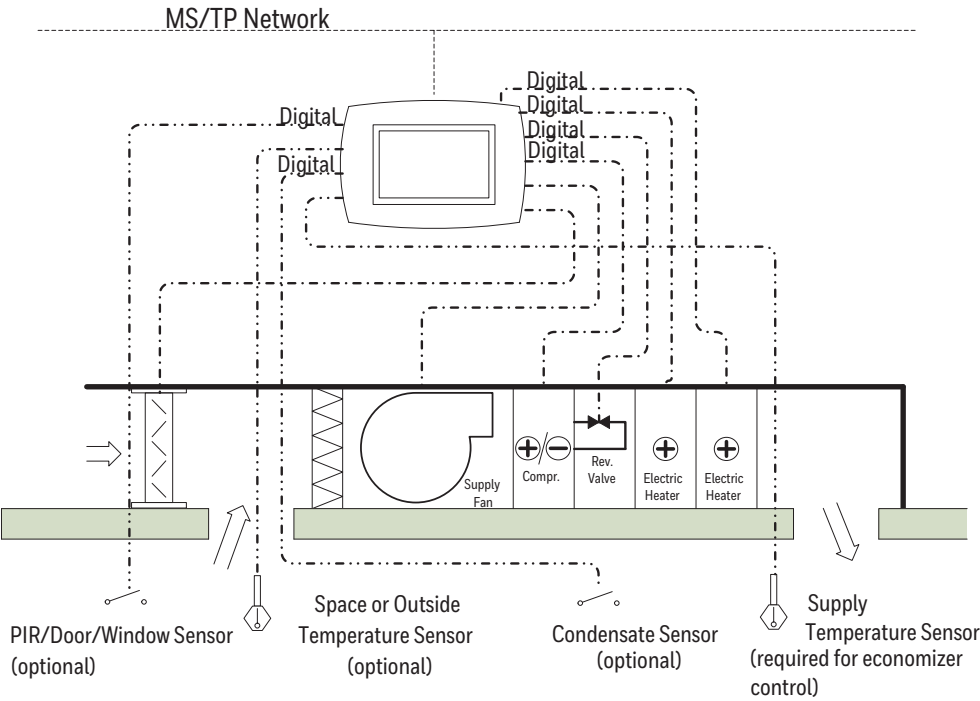 MS/TP Network
Digital
Digital
Digital
Digital
Digital
Digital
Supply
Fan
Compr.
Rev.
Valve
Electric
Heater
Electric
Heater
PIR/Door/Window Sensor
(optional)
Space or Outside
Temperature Sensor
(optional)
Condensate Sensor
(optional)
Supply
Temperature Sensor
(required for economizer
control)